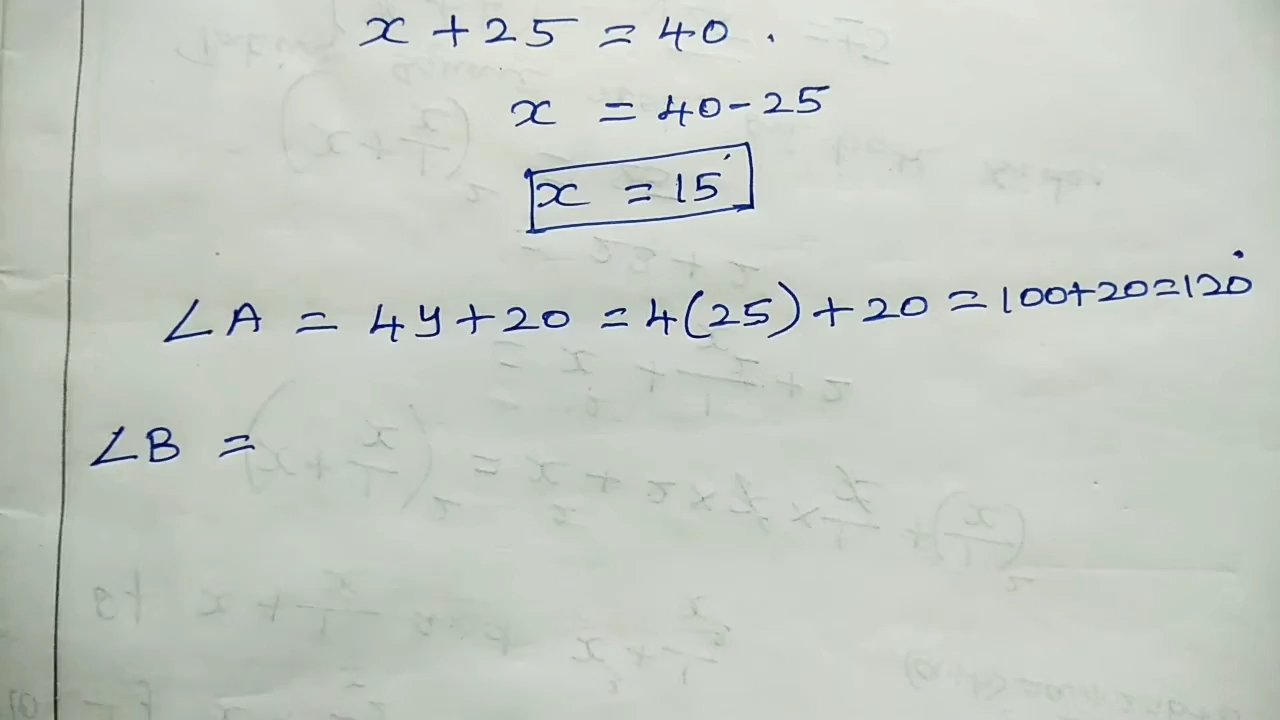 x + 25 = 40.
x = 40 - 25
x = 15°
∠A = 4y + 20 = 4(25) + 20 = 100+20=120°
∠B =